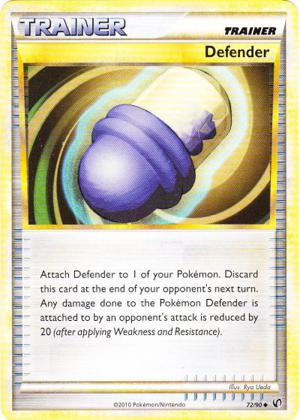 TRAINER
TRAINER
Defender
Attach Defender to 1 of your Pokémon. Discard
this card at the end of your opponent's next turn.
Any damage done to the Pokémon Defender is
attached to by an opponent's attack is reduced by
20 (after applying Weakness and Resistance).
Illus. Ryo Ueda
©2010 Pokémon/Nintendo
72/90